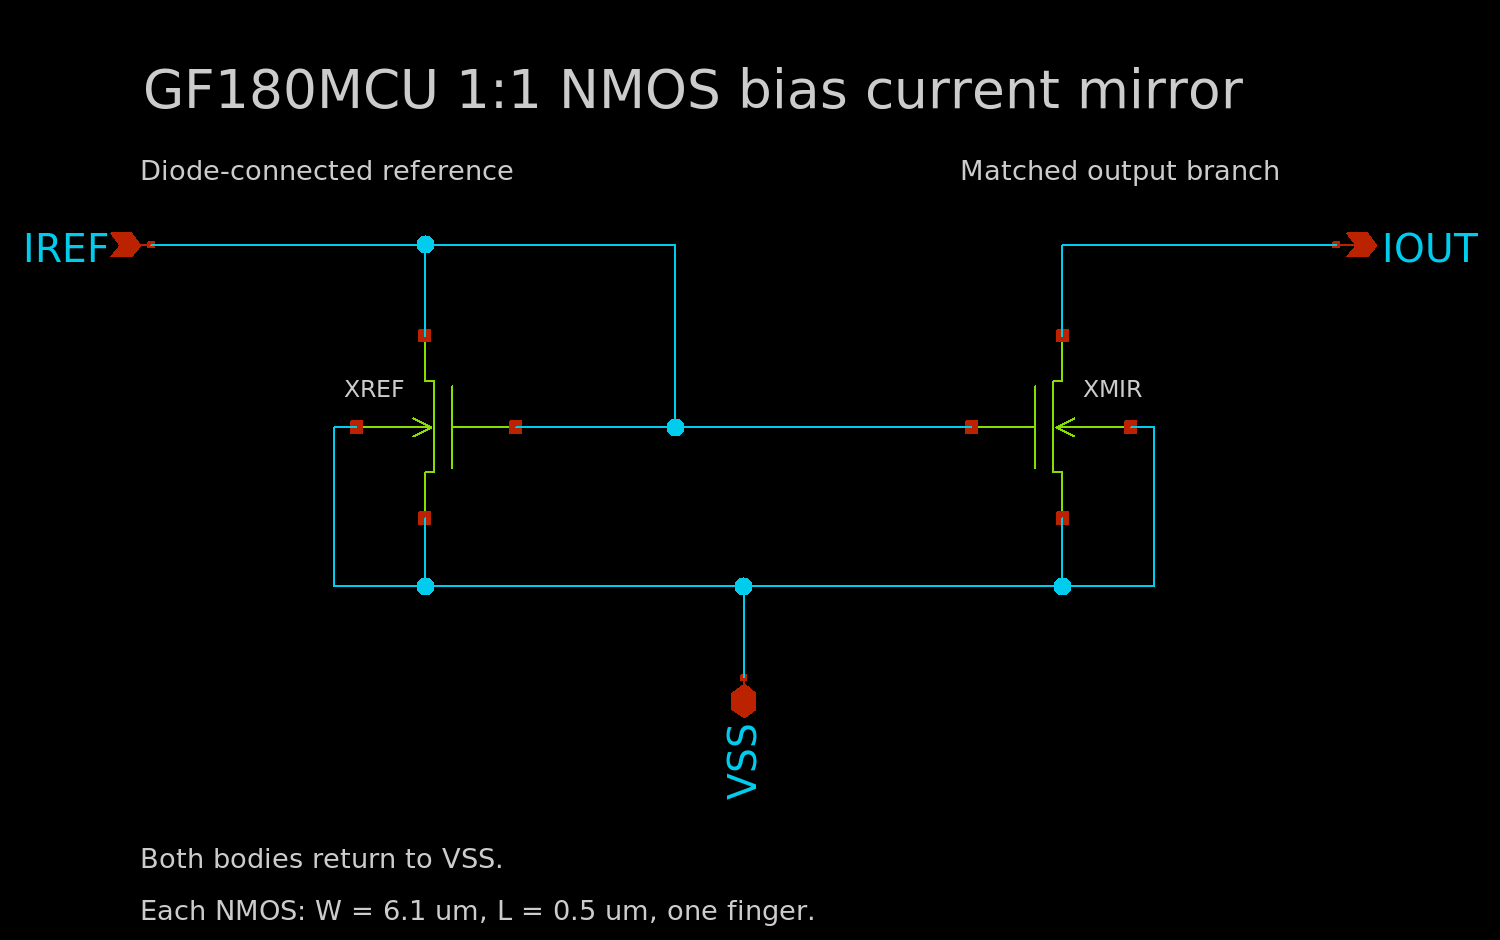 GF180MCU 1:1 NMOS bias current mirror
Diode-connected reference
Matched output branch
IREF
IOUT
XREF
XMIR
VSS
Both bodies return to VSS.
Each NMOS: W = 6.1 um, L = 0.5 um, one finger.